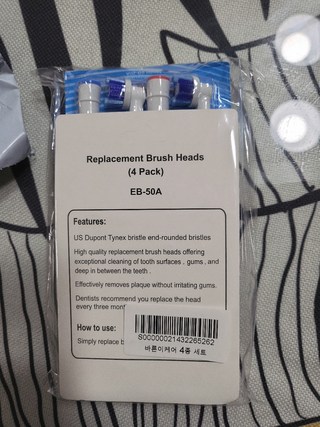 Replacement Brush Heads
(4 Pack)
EB-50A
Features:
US Dupont Tynex bristle end-rounded bristles
High quality replacement brush heads offering
exceptional cleaning of tooth surfaces , gums , and
deep in between the teeth .
Effectively removes plaque without irritating gums.
Dentists recommend you replace the head
every three
How to use:
Simply replace
S00000021432265262
바른이케어 4종 세트